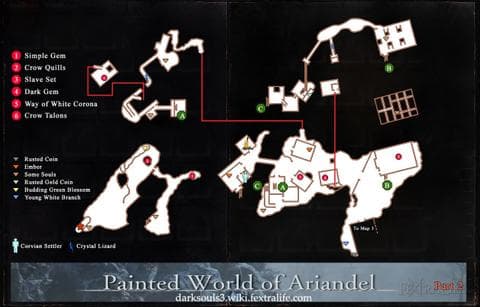 1 Simple Gem
2 Crow Quills
3 Slave Set
4 Dark Gem
5 Way of White Corona
6 Crow Talons
Rusted Coin
Ember
Some Souls
Rusted Gold Coin
Budding Green Blossom
Young White Branch
Corvian Settler
Crystal Lizard
A
C
B
C
A
B
To Map 3
Painted World of Ariandel
Part 2
darksouls3.wiki.fextralife.com